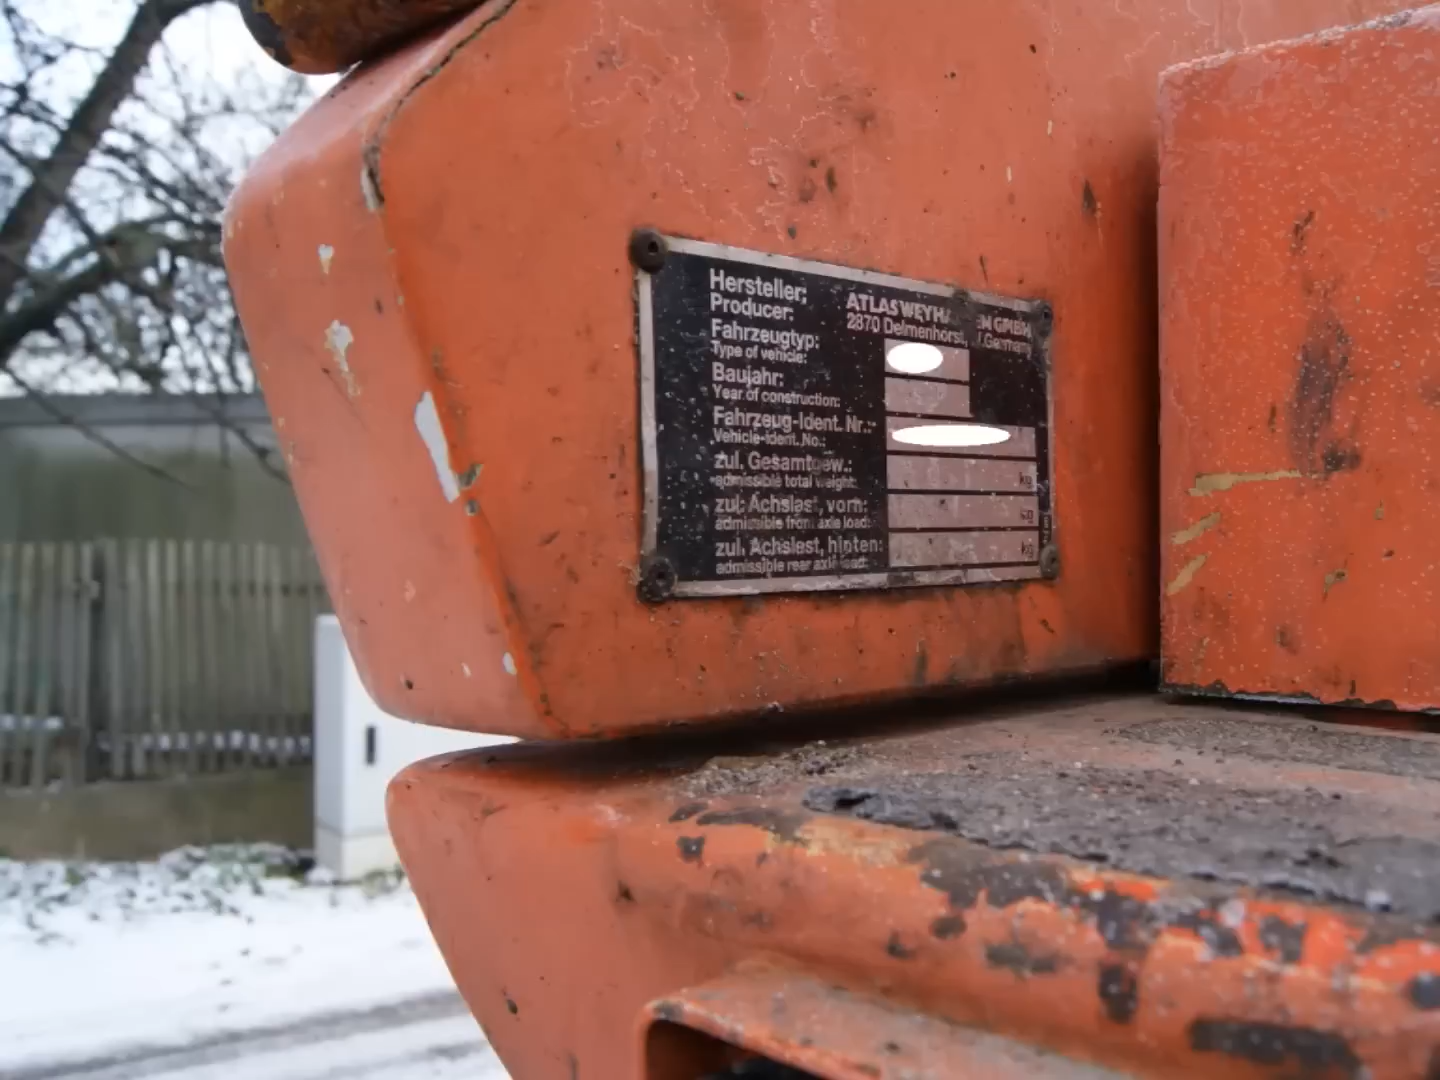 Hersteller:
Producer:
ATLAS GMBH
2870 Delmenhorst, Germany
Fahrzeugtyp:
Type of vehicle:
Baujahr:
Year of construction:
Fahrzeug-Ident. Nr.:
Vehicle-Ident. No.:
zul. Gesamtgew.: kg
admissible total weight:
zul. Achslast, vorn: kg
admissible front axle load:
zul. Achslast, hinten: kg
admissible rear axle load: